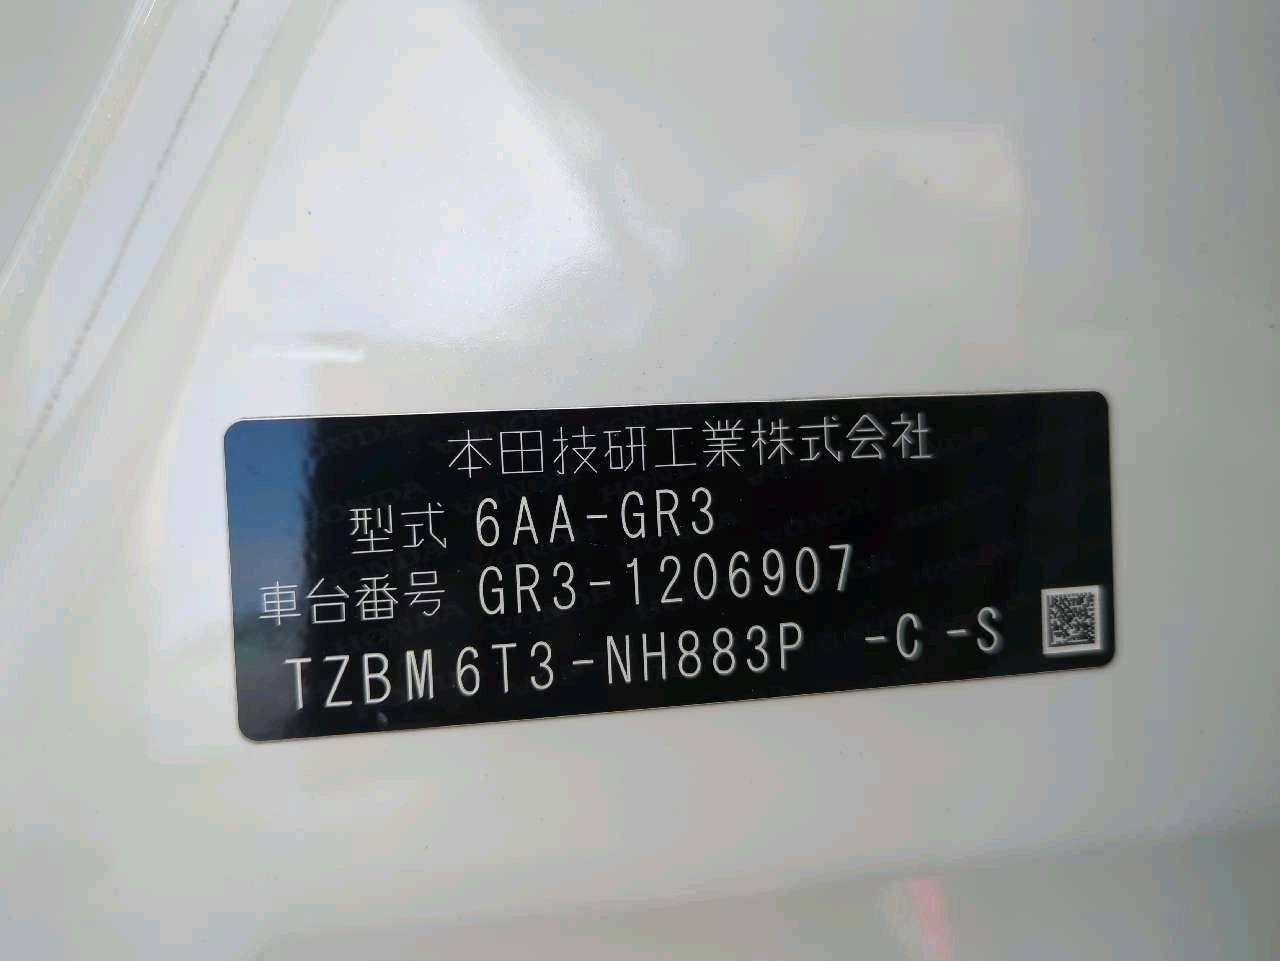 本田技研工業株式会社
型式 6AA-GR3
車台番号 GR3-1206907
TZBM6T3-NH883P -C-S